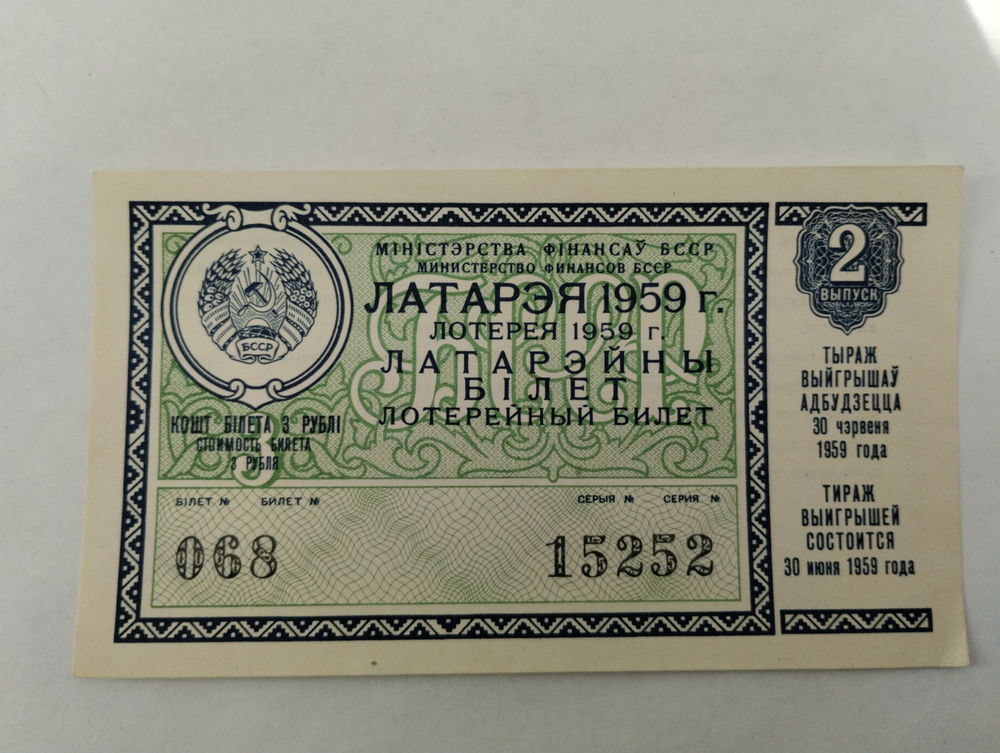 МІНІСТЭРСТВА ФІНАНСАЎ БССР
МИНИСТЕРСТВО ФИНАНСОВ БССР
ЛАТАРЭЯ 1959 г.
ЛОТЕРЕЯ 1959 г.
ЛАТАРЭЙНЫ
БІЛЕТ
ЛОТЕРЕЙНЫЙ БИЛЕТ
БССР
КОШТ БІЛЕТА 3 РУБЛІ
СТОИМОСТЬ БИЛЕТА
3 РУБЛЯ
БІЛЕТ № БИЛЕТ №
СЕРЫЯ № СЕРИЯ №
068
15252
2
ВЫПУСК
ТЫРАЖ
ВЫЙГРЫШАЎ
АДБУДЗЕЦЦА
30 чэрвеня
1959 года
ТИРАЖ
ВЫИГРЫШЕЙ
СОСТОИТСЯ
30 июня 1959 года